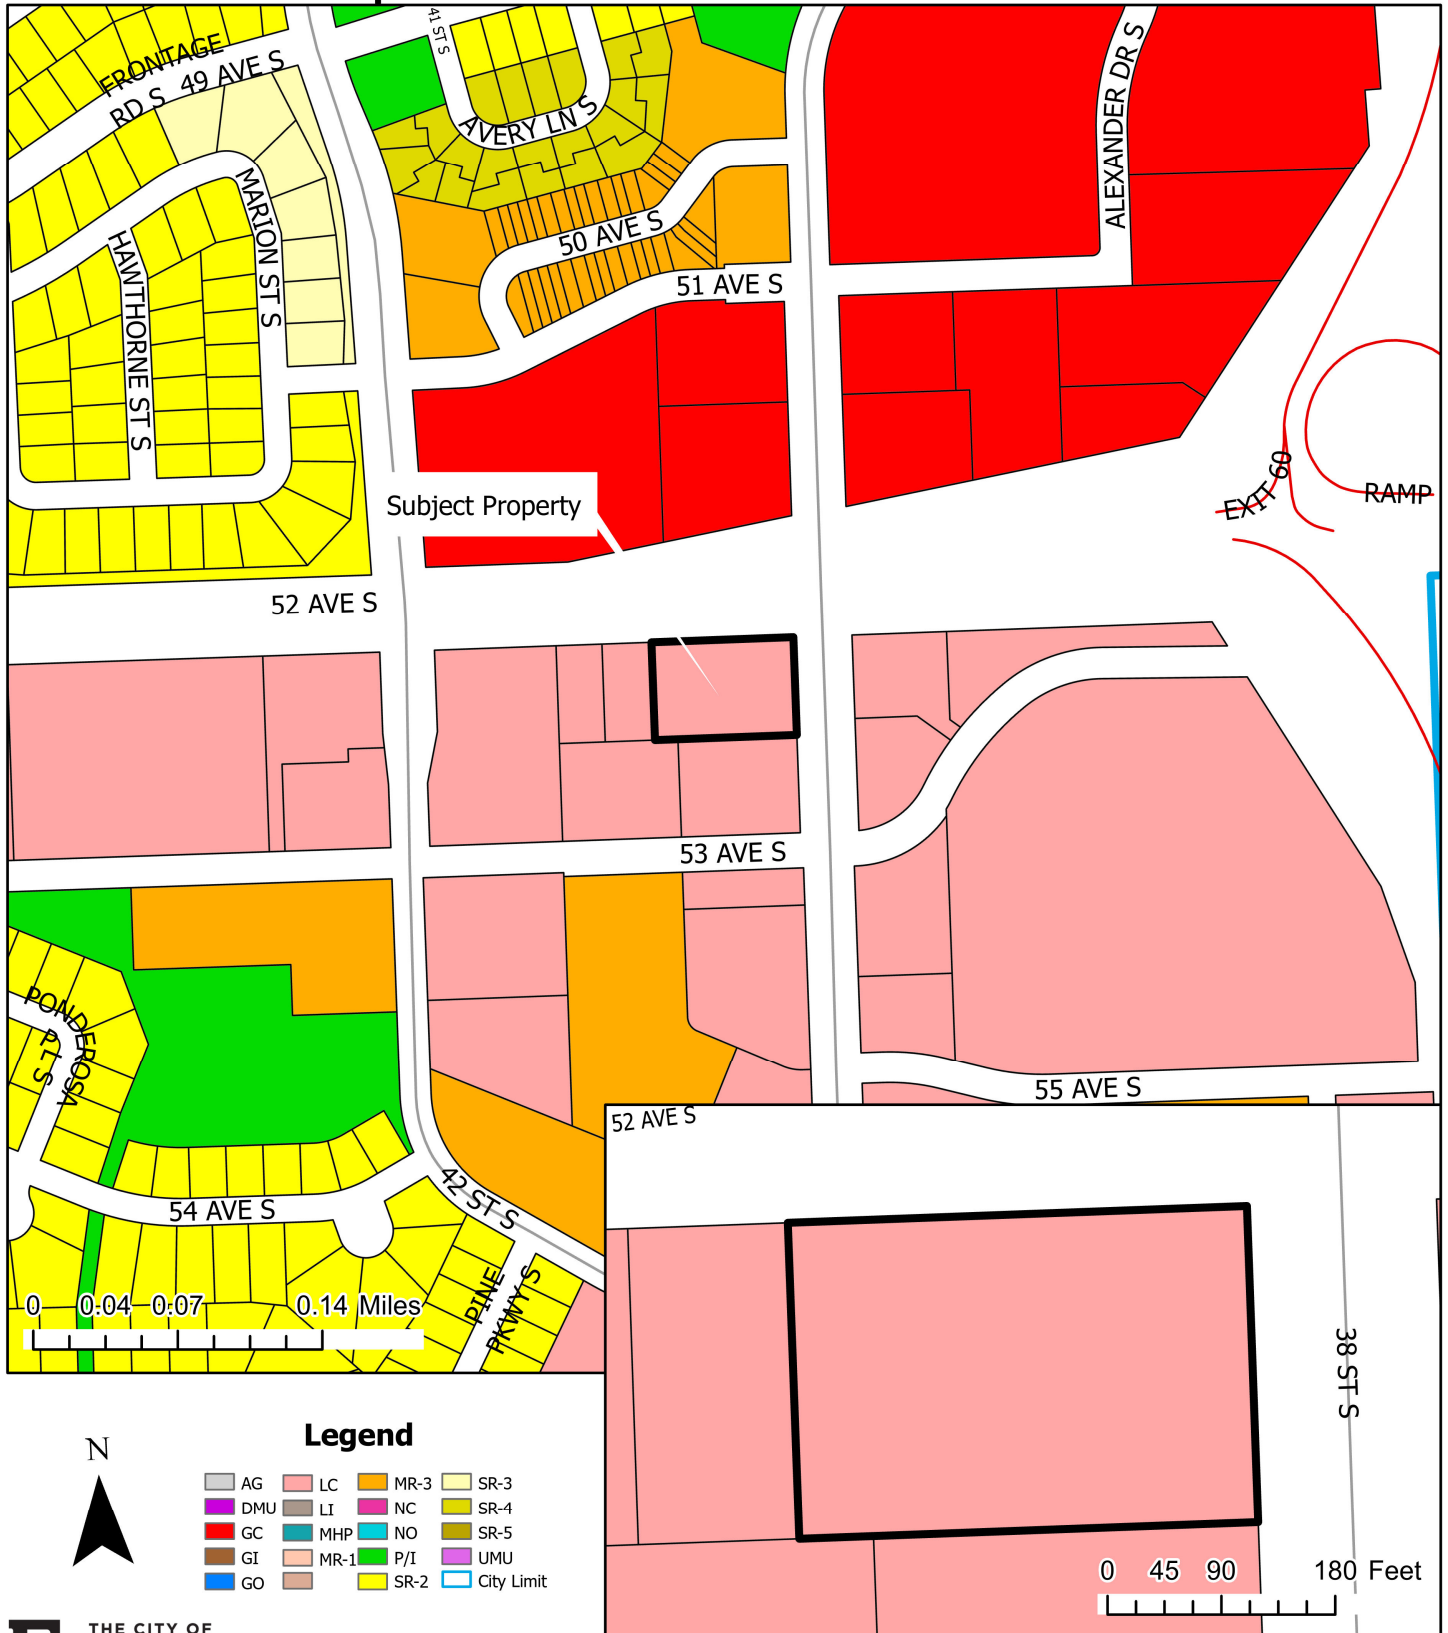 FRONTAGE
RD S
49 AVE S
41 ST S
AVERY LN S
ALEXANDER DR S
MARION ST S
HAWTHORNE ST S
50 AVE S
51 AVE S
Subject Property
EXIT 60
RAMP
52 AVE S
53 AVE S
PONDEROSA
PL S
55 AVE S
54 AVE S
42 ST S
PINE
PKWY S
0 0.04 0.07 0.14 Miles
52 AVE S
38 ST S
0 45 90 180 Feet
N
Legend
AG LC MR-3 SR-3
DMU LI NC SR-4
GC MHP NO SR-5
GI MR-1 P/I UMU
GO SR-2 City Limit
THE CITY OF